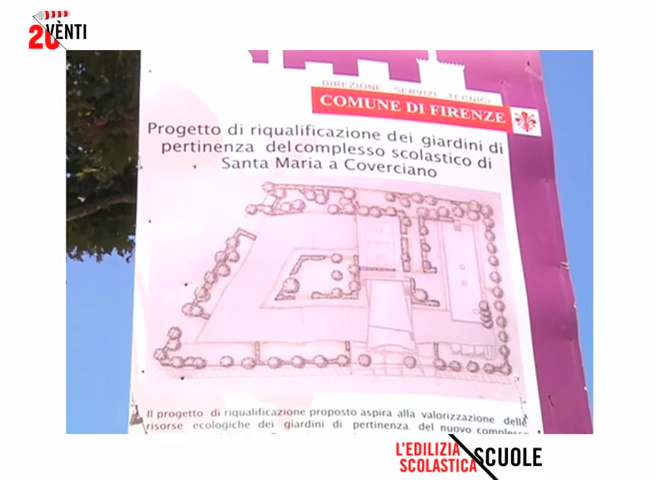 20 VÈNTI
DIREZIONE SERVIZI TECNICI
COMUNE DI FIRENZE
Progetto di riqualificazione dei giardini di
pertinenza del complesso scolastico di
Santa Maria a Coverciano
Il progetto di riqualificazione proposto aspira alla valorizzazione delle
risorse ecologiche dei giardini di pertinenza del nuovo complesso
L'EDILIZIA
SCOLASTICA
SCUOLE